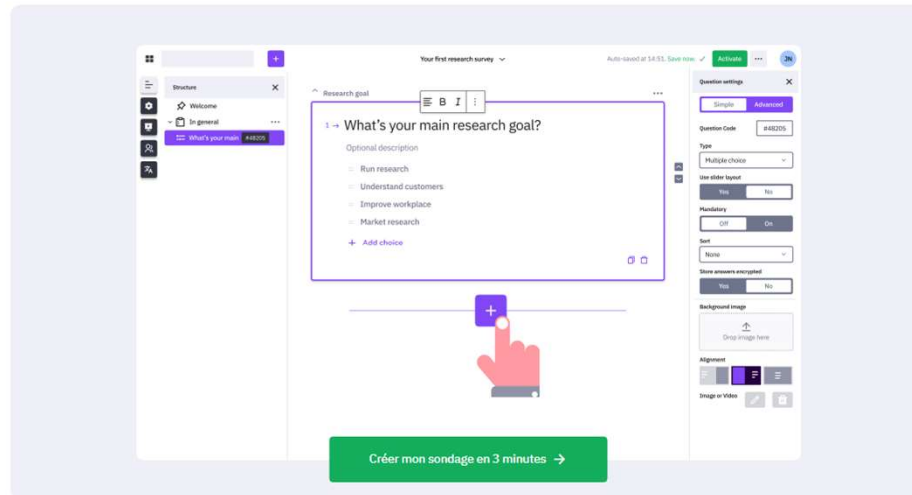 Your first research survey
Auto-saved at 14:51. Save now.
Activate
JN
Structure
Welcome
In general
What's your main #48205
Research goal
B I
1 → What's your main research goal?
Optional description
Run research
Understand customers
Improve workplace
Market research
+ Add choice
Créer mon sondage en 3 minutes →
Question settings
Simple Advanced
Question Code #48205
Type
Multiple choice
Use slider layout
Yes No
Mandatory
Off On
Sort
None
Store answers encrypted
Yes No
Background image
Drop image here
Alignment
Image or Video